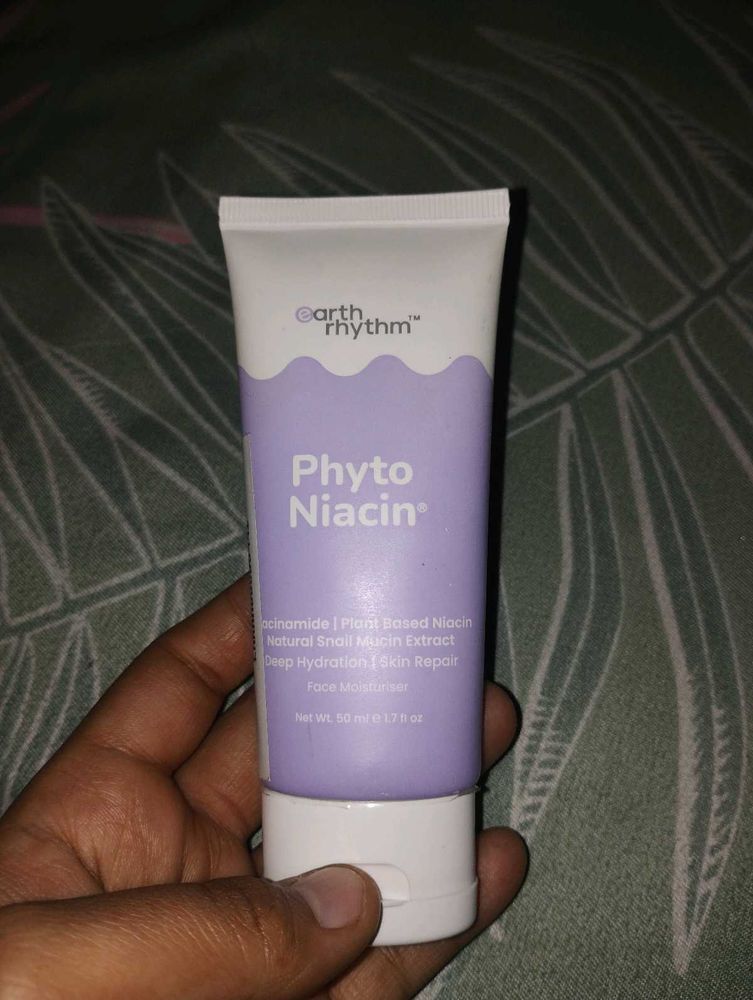 earth
rhythm™
Phyto
Niacin®
acinamide | Plant Based Niacin
Natural Snail Mucin Extract
Deep Hydration | Skin Repair
Face Moisturiser
Net Wt. 50 ml e 1.7 fl oz